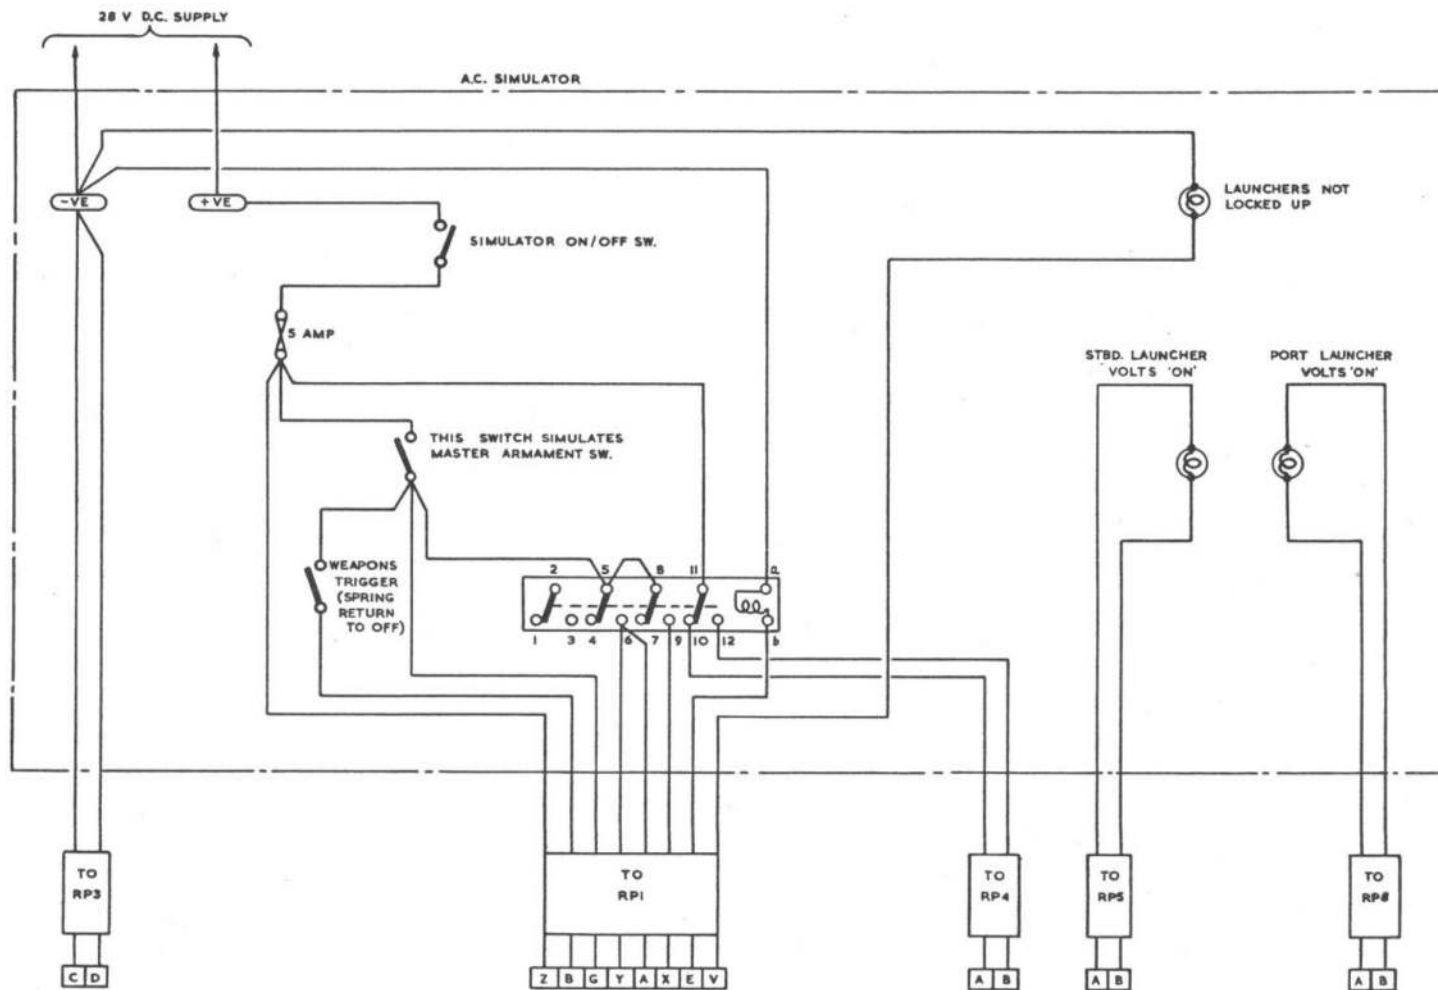 28 V D.C. SUPPLY
A.C. SIMULATOR
-VE
+VE
LAUNCHERS NOT
LOCKED UP
SIMULATOR ON/OFF SW.
5 AMP
STBD. LAUNCHER
VOLTS 'ON'
PORT LAUNCHER
VOLTS 'ON'
THIS SWITCH SIMULATES
MASTER ARMAMENT SW.
WEAPONS
TRIGGER
(SPRING
RETURN
TO OFF)
2 5 8 11 a
1 3 4 6 7 9 10 12 b
TO
RP3
TO
RP1
TO
RP4
TO
RP5
TO
RP8
C D
Z B G Y A X E V
A B
A B
A B